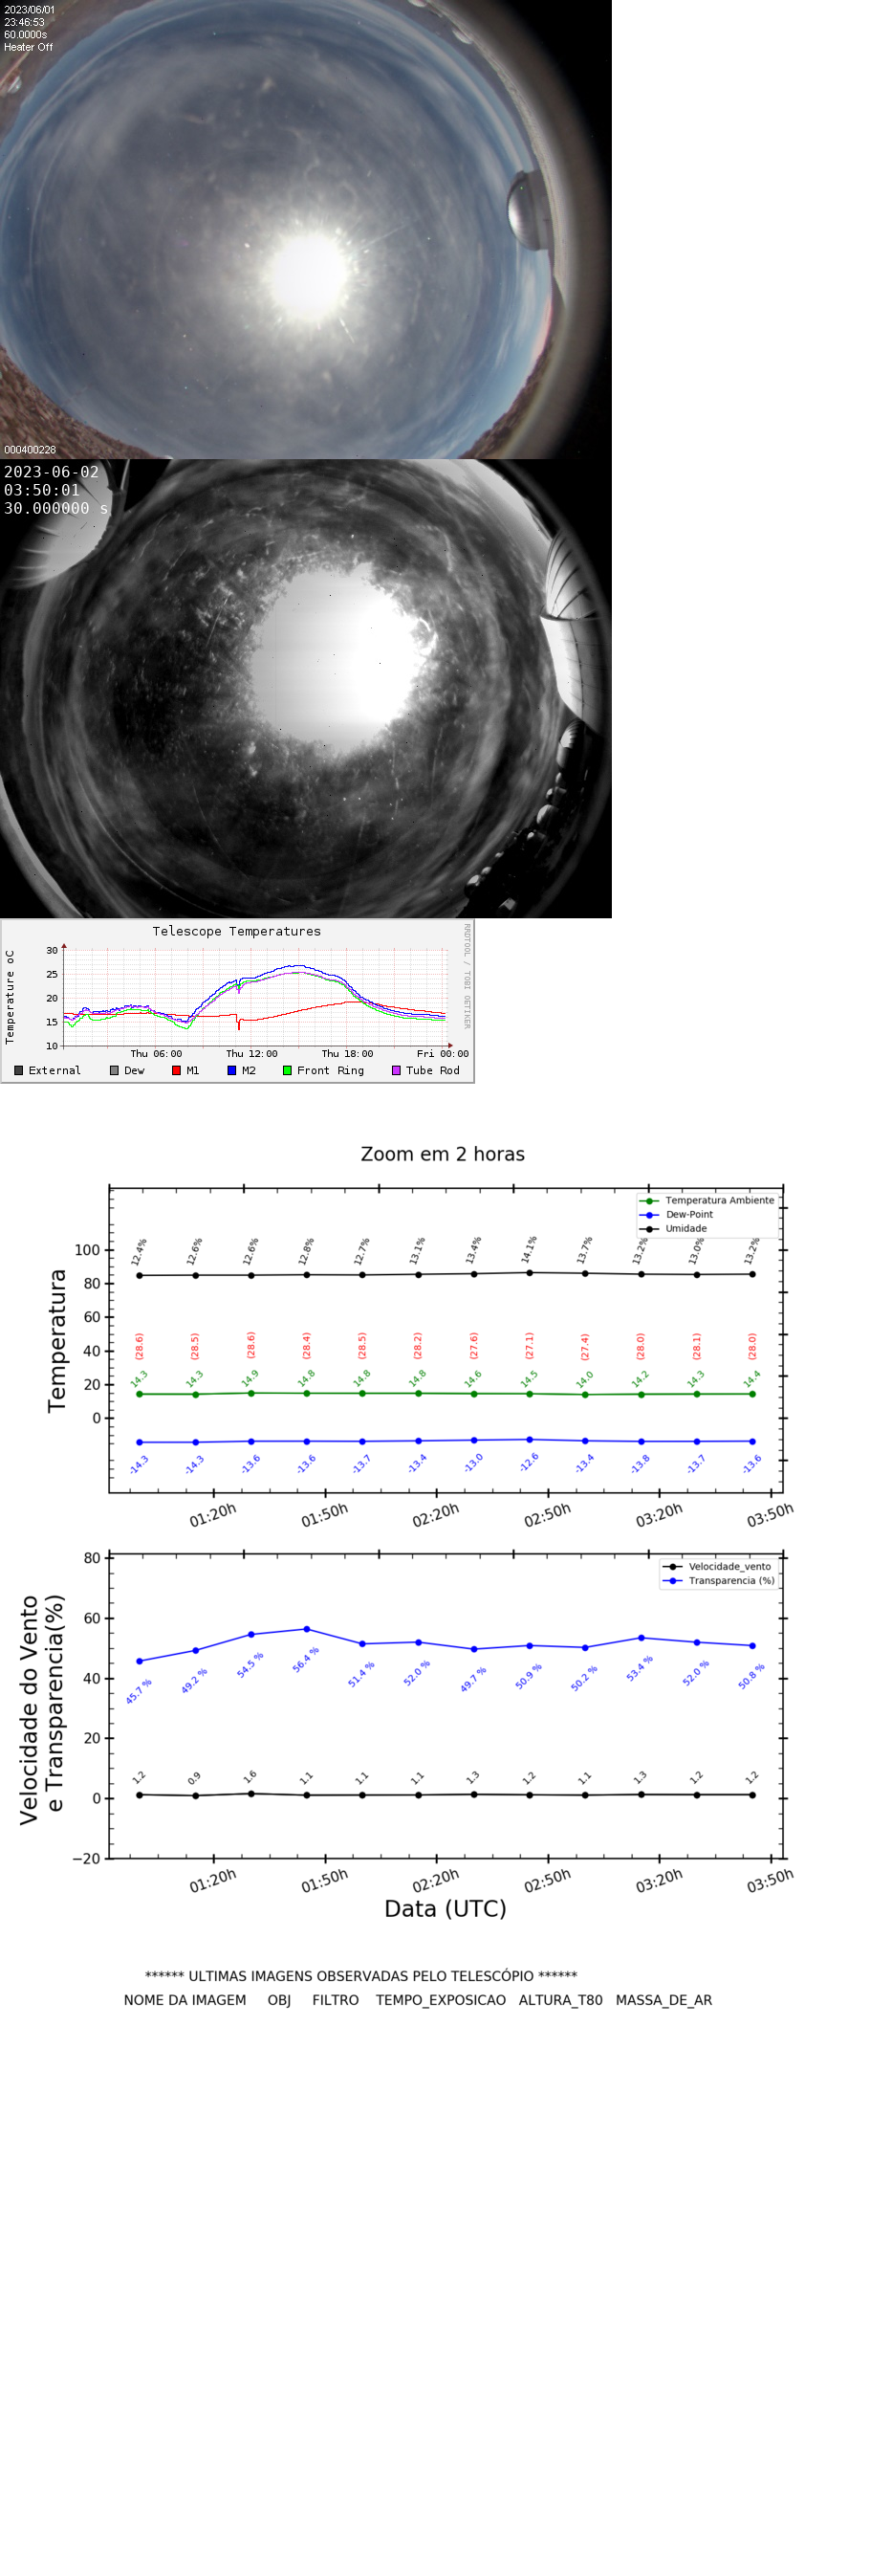 2023/06/01
23:46:53
60.0000s
Heater Off
000400228
2023-06-02
03:50:01
30.000000 s
Telescope Temperatures
RRDTOOL / TOBI OETIKER
Temperature oC
30
25
20
15
10
Thu 06:00 Thu 12:00 Thu 18:00 Fri 00:00
External Dew M1 M2 Front Ring Tube Rod
Zoom em 2 horas
Temperatura Ambiente
Dew-Point
Umidade
Temperatura
100
80
60
40
20
0
12.4% 12.6% 12.6% 12.8% 12.7% 13.1% 13.4% 14.1% 13.7% 13.2% 13.0% 13.2%
(28.6) (28.5) (28.6) (28.4) (28.5) (28.2) (27.6) (27.1) (27.4) (28.0) (28.1) (28.0)
14.3 14.3 14.9 14.8 14.8 14.8 14.6 14.5 14.0 14.2 14.3 14.4
-14.3 -14.3 -13.6 -13.6 -13.7 -13.4 -13.0 -12.6 -13.4 -13.8 -13.7 -13.6
01:20h 01:50h 02:20h 02:50h 03:20h 03:50h
Velocidade_vento
Transparencia (%)
Velocidade do Vento
e Transparencia(%)
80
60
40
20
0
−20
45.7 % 49.2 % 54.5 % 56.4 % 51.4 % 52.0 % 49.7 % 50.9 % 50.2 % 53.4 % 52.0 % 50.8 %
1.2 0.9 1.6 1.1 1.1 1.1 1.3 1.2 1.1 1.3 1.2 1.2
01:20h 01:50h 02:20h 02:50h 03:20h 03:50h
Data (UTC)
****** ULTIMAS IMAGENS OBSERVADAS PELO TELESCÓPIO ******
NOME DA IMAGEM OBJ FILTRO TEMPO_EXPOSICAO ALTURA_T80 MASSA_DE_AR